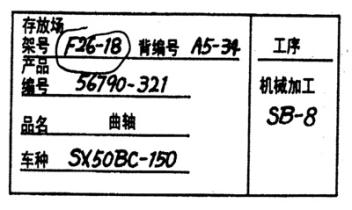 存放场
架号 F26-18 背编号 A5-34 工序
产品
编号 56790-321 机械加工
SB-8
品名 曲轴
车种 SX50BC-150